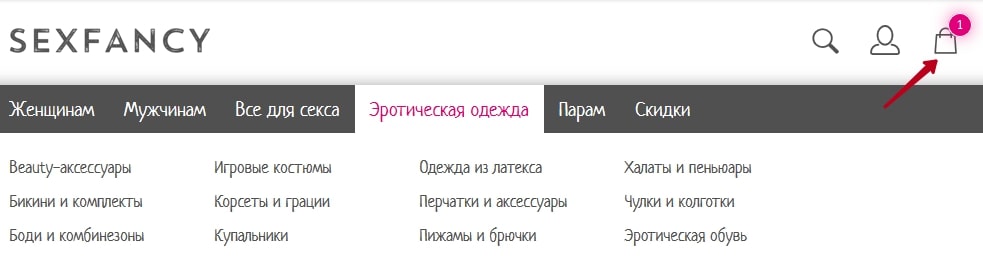 SEXFANCY
1
Женщинам Мужчинам Все для секса Эротическая одежда Парам Скидки
Beauty-аксессуары Игровые костюмы Одежда из латекса Халаты и пеньюары
Бикини и комплекты Корсеты и грации Перчатки и аксессуары Чулки и колготки
Боди и комбинезоны Купальники Пижамы и брючки Эротическая обувь